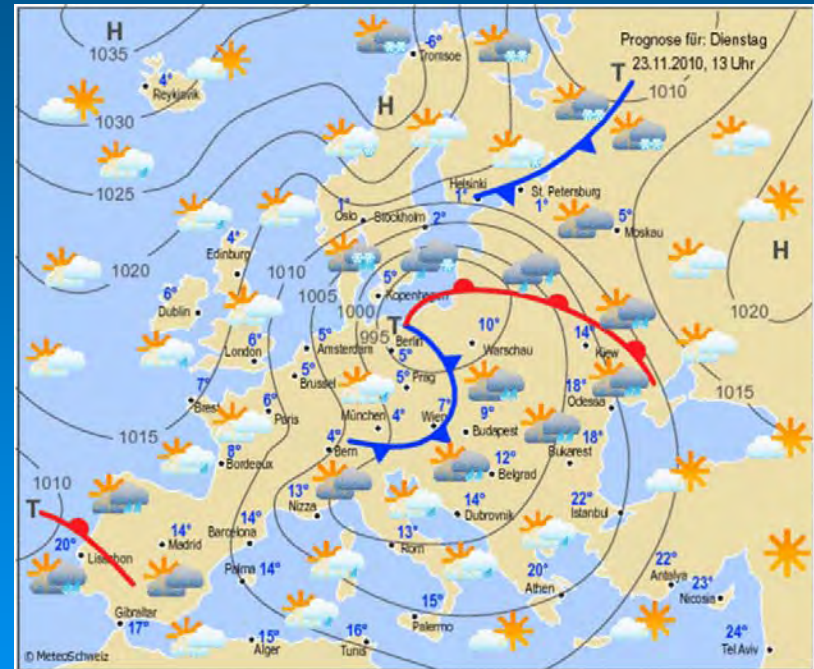 H
1035
-6°
Tromsoe
Prognose für: Dienstag
23.11.2010, 13 Uhr
T
4°
Reykjavik
1010
H
1030
1025
Helsinki
1°
St. Petersburg
1°
1°
Oslo
Stockholm
2°
5°
Moskau
H
4°
Edinburg
1020
1010
1005
1000
995
5°
Kopenhagen
1020
6°
Dublin
T
Berlin
5°
10°
Warschau
14°
Kiew
6°
London
5°
Amsterdam
5°
Brussel
5°
Prag
18°
Odessa
1015
7°
Brest
6°
Paris
München
4°
7°
Wien
9°
Budapest
1015
4°
Bern
8°
Bordeaux
12°
Belgrad
18°
Bukarest
1010
T
13°
Nizza
14°
Dubrovnik
22°
Istanbul
20°
Lissabon
14°
Madrid
14°
Barcelona
13°
Rom
Palma
14°
20°
Athen
22°
Antalya
23°
Nicosia
Gibraltar
17°
15°
Palermo
15°
Alger
16°
Tunis
24°
Tel Aviv
© MeteoSchweiz